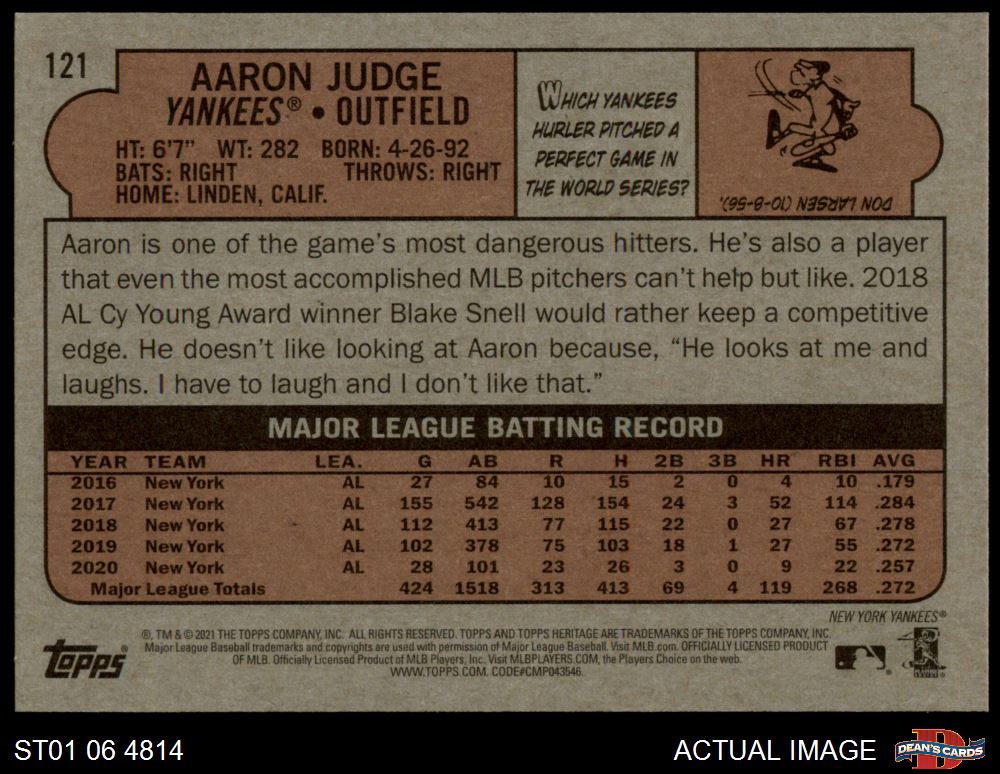 121
AARON JUDGE
YANKEES® • OUTFIELD
HT: 6'7" WT: 282 BORN: 4-26-92
BATS: RIGHT THROWS: RIGHT
HOME: LINDEN, CALIF.
WHICH YANKEES
HURLER PITCHED A
PERFECT GAME IN
THE WORLD SERIES?
DON LARSEN (10-8-56).
Aaron is one of the game's most dangerous hitters. He's also a player
that even the most accomplished MLB pitchers can't help but like. 2018
AL Cy Young Award winner Blake Snell would rather keep a competitive
edge. He doesn't like looking at Aaron because, "He looks at me and
laughs. I have to laugh and I don't like that."
MAJOR LEAGUE BATTING RECORD
YEAR TEAM LEA. G AB R H 2B 3B HR RBI AVG
2016 New York AL 27 84 10 15 2 0 4 10 .179
2017 New York AL 155 542 128 154 24 3 52 114 .284
2018 New York AL 112 413 77 115 22 0 27 67 .278
2019 New York AL 102 378 75 103 18 1 27 55 .272
2020 New York AL 28 101 23 26 3 0 9 22 .257
Major League Totals 424 1518 313 413 69 4 119 268 .272
NEW YORK YANKEES®
®, TM & © 2021 THE TOPPS COMPANY, INC. ALL RIGHTS RESERVED. TOPPS AND TOPPS HERITAGE ARE TRADEMARKS OF THE TOPPS COMPANY, INC.
Major League Baseball trademarks and copyrights are used with permission of Major League Baseball. Visit MLB.com. OFFICIALLY LICENSED PRODUCT
OF MLB. Officially Licensed Product of MLB Players, Inc. Visit MLBPLAYERS.COM, the Players Choice on the web.
WWW.TOPPS.COM. CODE#CMP043546.
topps®
ST01 06 4814
ACTUAL IMAGE
DEAN'S CARDS